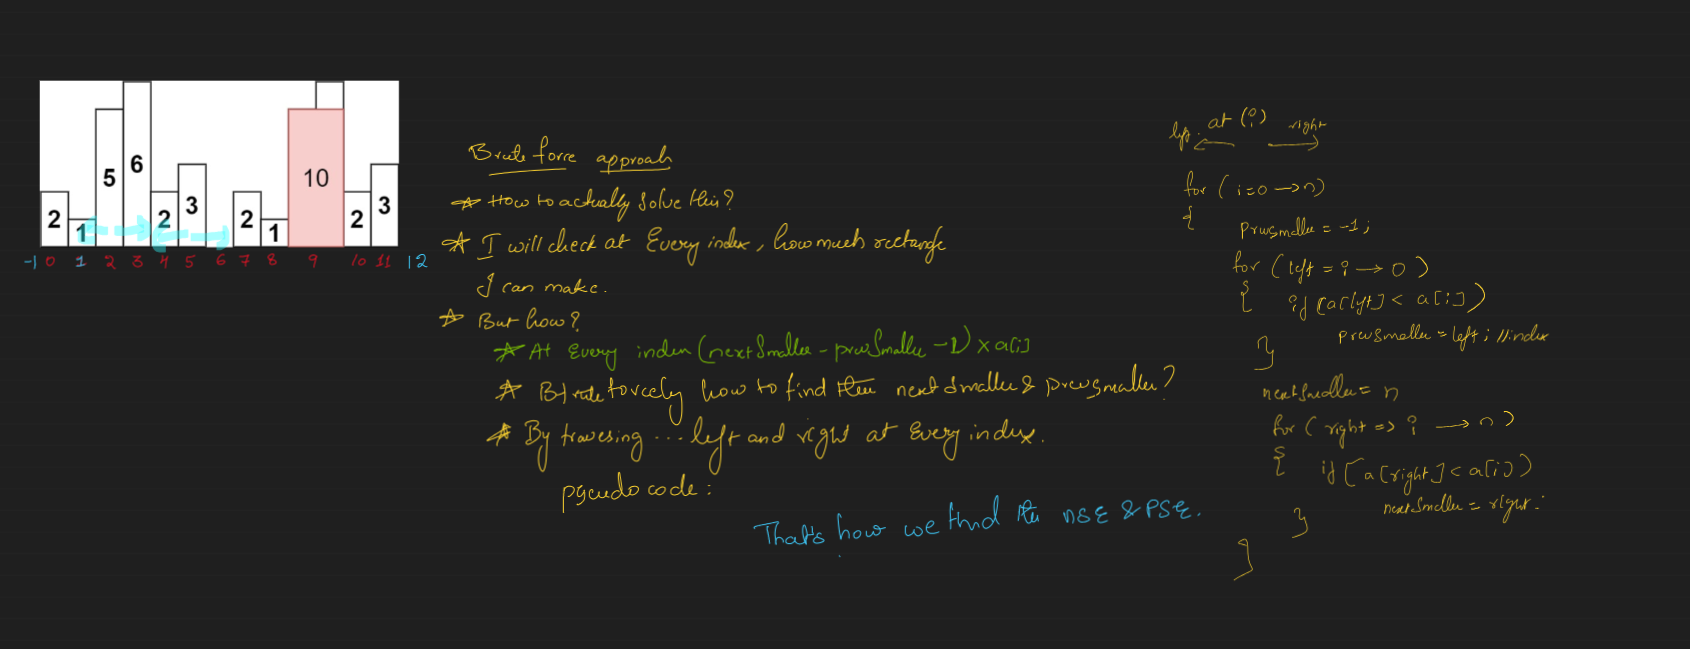 5 6 10
2 1 2 3 2 1 2 3
-1 0 1 2 3 4 5 6 7 8 9 10 11 12
Brute force approah
* How to actually Solve this?
* I will check at Every index, how much rectangle
I can make.
* But how?
* At Every index (nextSmaller - prevSmaller - 1) x a[i]
* Brute forcely how to find the next smaller & prevsmaller?
* By travesing ... left and right at Every index.
pseudo code:
That's how we find the NSE & PSE.
left at (i) right
for ( i=0 → n)
{
prevsmaller = -1;
for ( left = i → 0 )
{ if (a[left] < a[i])
prevSmaller = left; // index
}
nextSmaller = n
for ( right => i → n )
{ if [a[right] < a[i])
nextSmaller = right;
}
}